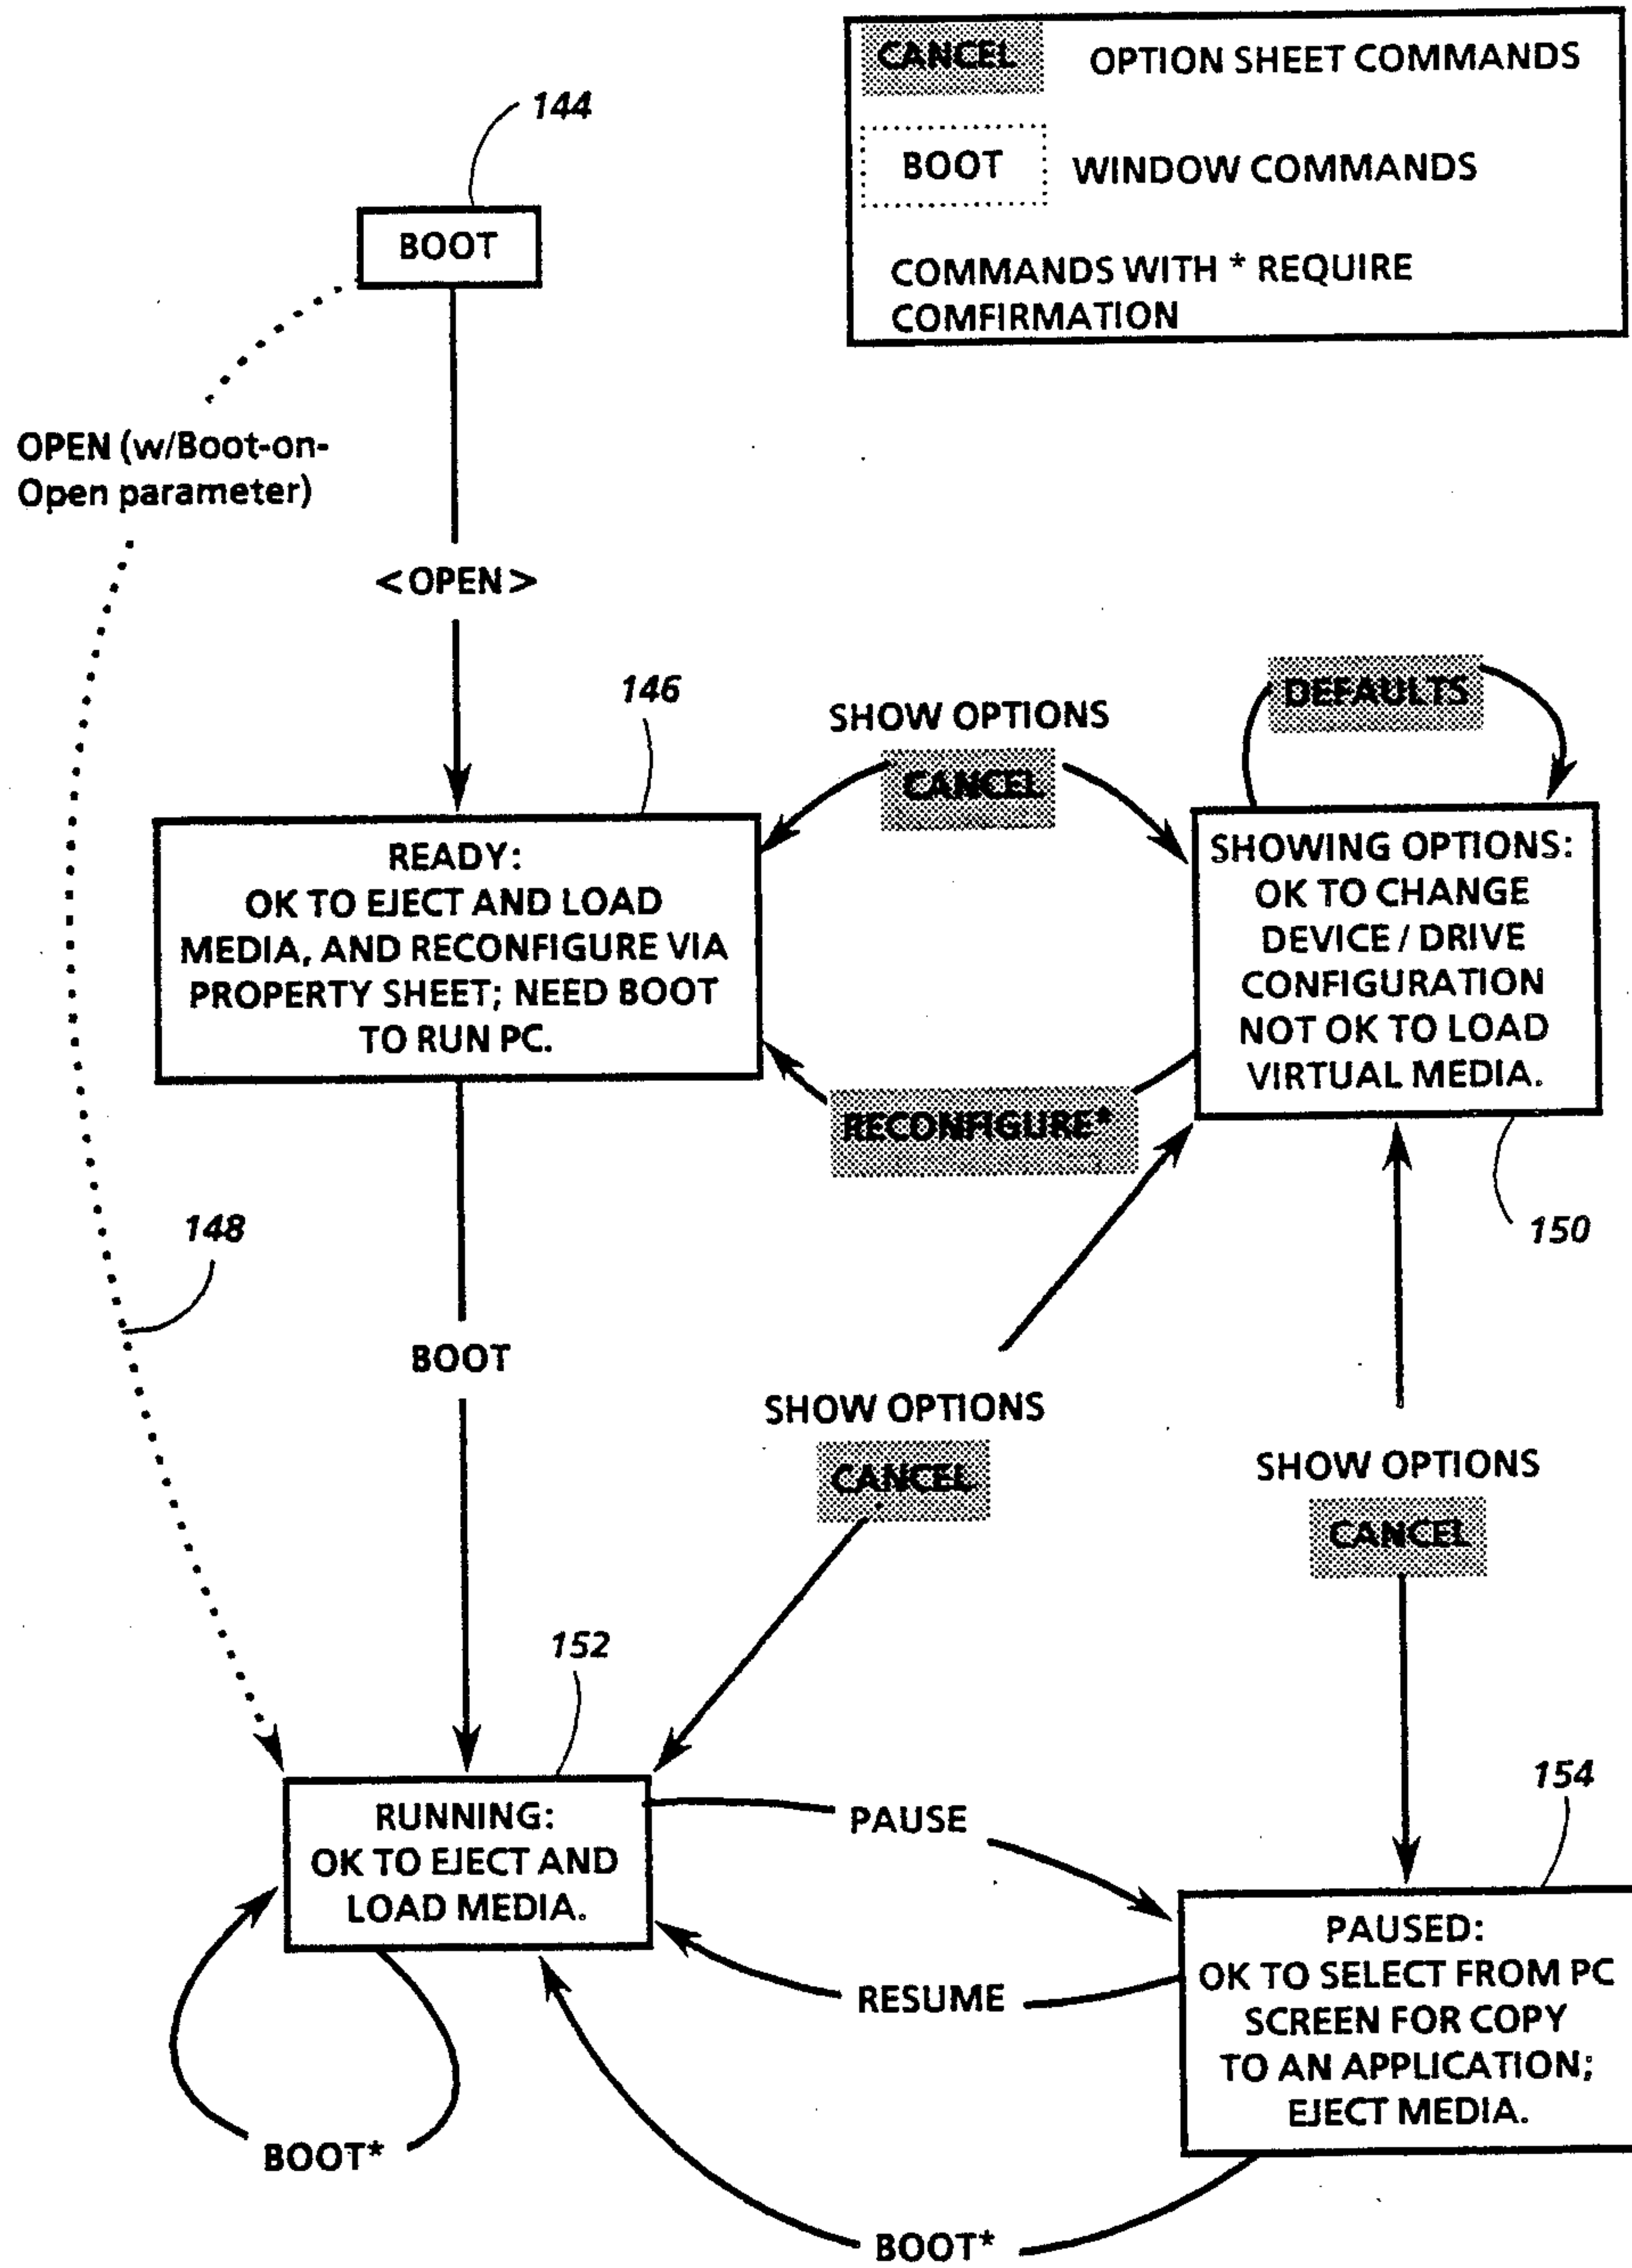 CANCEL OPTION SHEET COMMANDS
BOOT WINDOW COMMANDS
COMMANDS WITH * REQUIRE
COMFIRMATION
144
BOOT
OPEN (w/Boot-on-
Open parameter)
<OPEN>
146
SHOW OPTIONS
CANCEL
DEFAULTS
READY:
OK TO EJECT AND LOAD
MEDIA, AND RECONFIGURE VIA
PROPERTY SHEET; NEED BOOT
TO RUN PC.
SHOWING OPTIONS:
OK TO CHANGE
DEVICE / DRIVE
CONFIGURATION
NOT OK TO LOAD
VIRTUAL MEDIA.
RECONFIGURE*
148
150
BOOT
SHOW OPTIONS
CANCEL
SHOW OPTIONS
CANCEL
152
154
RUNNING:
OK TO EJECT AND
LOAD MEDIA.
PAUSE
RESUME
PAUSED:
OK TO SELECT FROM PC
SCREEN FOR COPY
TO AN APPLICATION;
EJECT MEDIA.
BOOT*
BOOT*